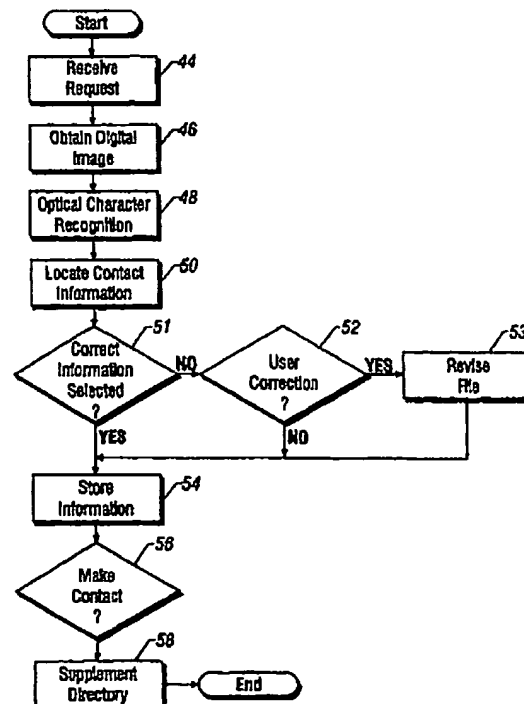 Start
Receive
Request
44
Obtain Digital
Image
46
Optical Character
Recognition
48
Locate Contact
Information
50
Correct
Information
Selected
?
51
NO
YES
User
Correction
?
52
YES
NO
Revise
File
53
Store
Information
54
Make
Contact
?
56
Supplement
Directory
58
End